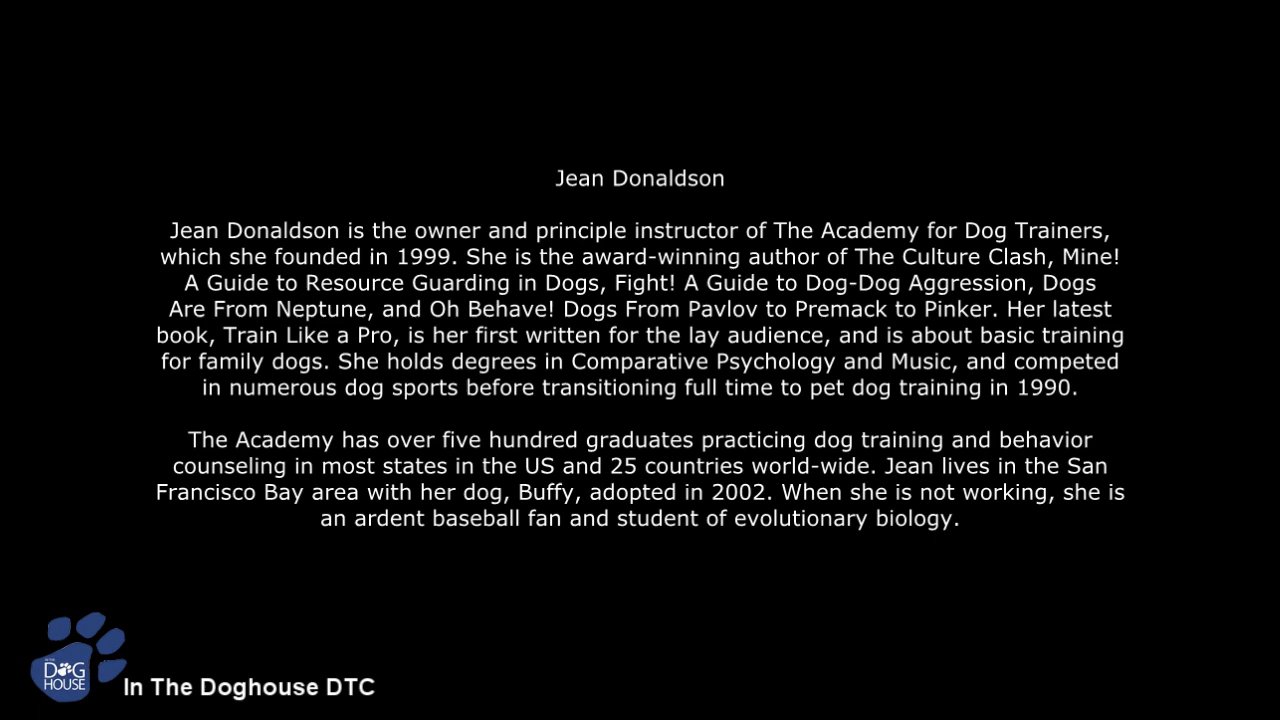 Jean Donaldson
Jean Donaldson is the owner and principle instructor of The Academy for Dog Trainers,
which she founded in 1999. She is the award-winning author of The Culture Clash, Mine!
A Guide to Resource Guarding in Dogs, Fight! A Guide to Dog-Dog Aggression, Dogs
Are From Neptune, and Oh Behave! Dogs From Pavlov to Premack to Pinker. Her latest
book, Train Like a Pro, is her first written for the lay audience, and is about basic training
for family dogs. She holds degrees in Comparative Psychology and Music, and competed
in numerous dog sports before transitioning full time to pet dog training in 1990.
The Academy has over five hundred graduates practicing dog training and behavior
counseling in most states in the US and 25 countries world-wide. Jean lives in the San
Francisco Bay area with her dog, Buffy, adopted in 2002. When she is not working, she is
an ardent baseball fan and student of evolutionary biology.
IN THE
DOG
HOUSE
In The Doghouse DTC